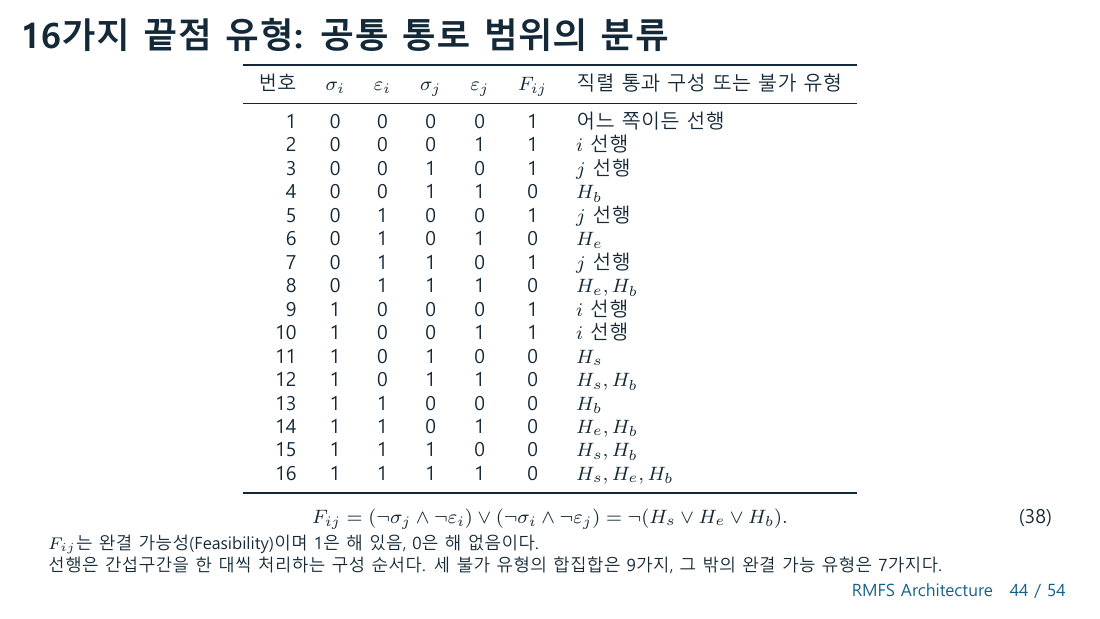 16가지 끝점 유형: 공통 통로 범위의 분류
번호 σi εi σj εj Fij 직렬 통과 구성 또는 불가 유형
1 0 0 0 0 1 어느 쪽이든 선행
2 0 0 0 1 1 i 선행
3 0 0 1 0 1 j 선행
4 0 0 1 1 0 Hb
5 0 1 0 0 1 j 선행
6 0 1 0 1 0 He
7 0 1 1 0 1 j 선행
8 0 1 1 1 0 He, Hb
9 1 0 0 0 1 i 선행
10 1 0 0 1 1 i 선행
11 1 0 1 0 0 Hs
12 1 0 1 1 0 Hs, Hb
13 1 1 0 0 0 Hb
14 1 1 0 1 0 He, Hb
15 1 1 1 0 0 Hs, Hb
16 1 1 1 1 0 Hs, He, Hb
Fij = (¬σj ∧ ¬εi) ∨ (¬σi ∧ ¬εj) = ¬(Hs ∨ He ∨ Hb). (38)
Fij는 완결 가능성(Feasibility)이며 1은 해 있음, 0은 해 없음이다.
선행은 간섭구간을 한 대씩 처리하는 구성 순서다. 세 불가 유형의 합집합은 9가지, 그 밖의 완결 가능 유형은 7가지다.
RMFS Architecture 44 / 54